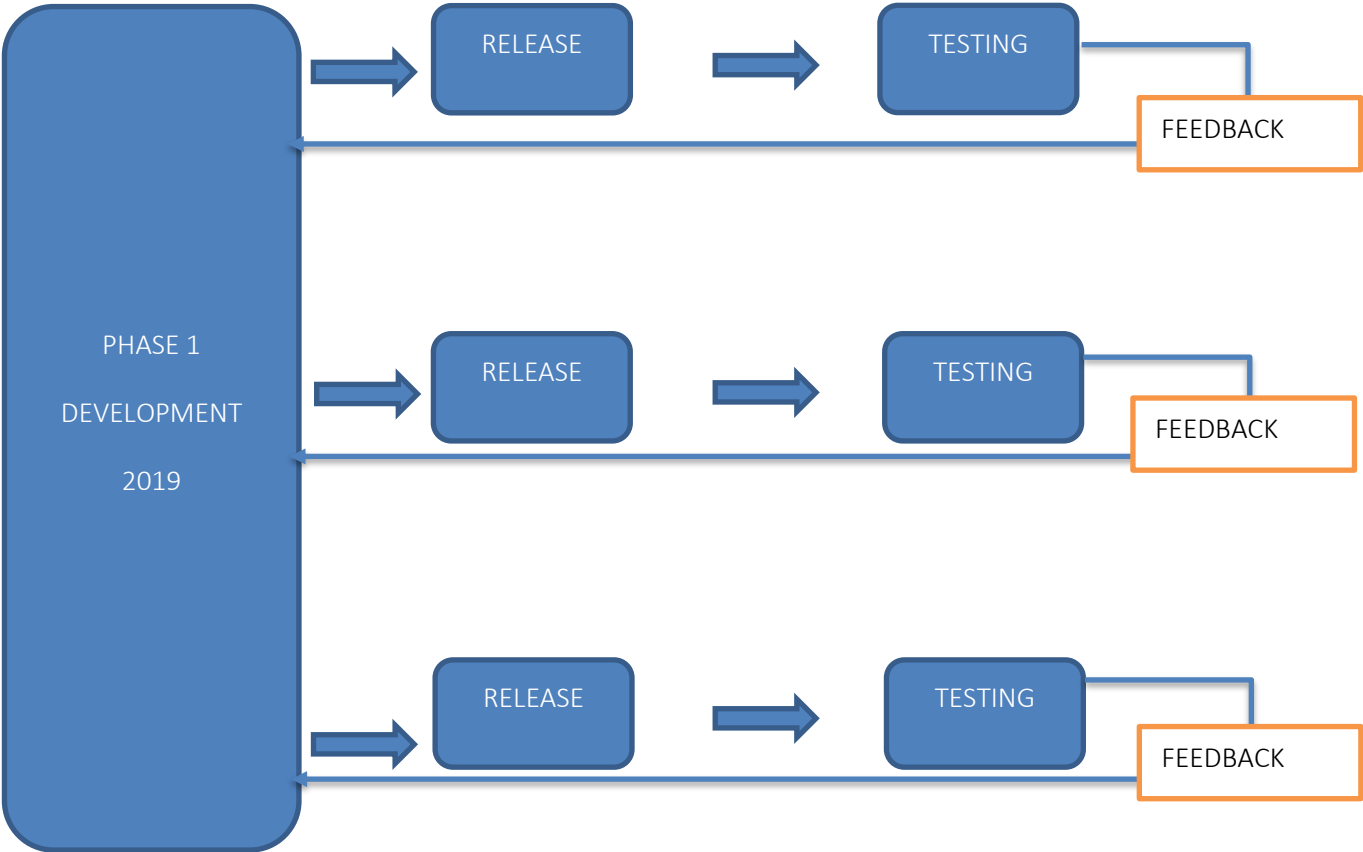 RELEASE
TESTING
FEEDBACK
PHASE 1
DEVELOPMENT
2019
RELEASE
TESTING
FEEDBACK
RELEASE
TESTING
FEEDBACK